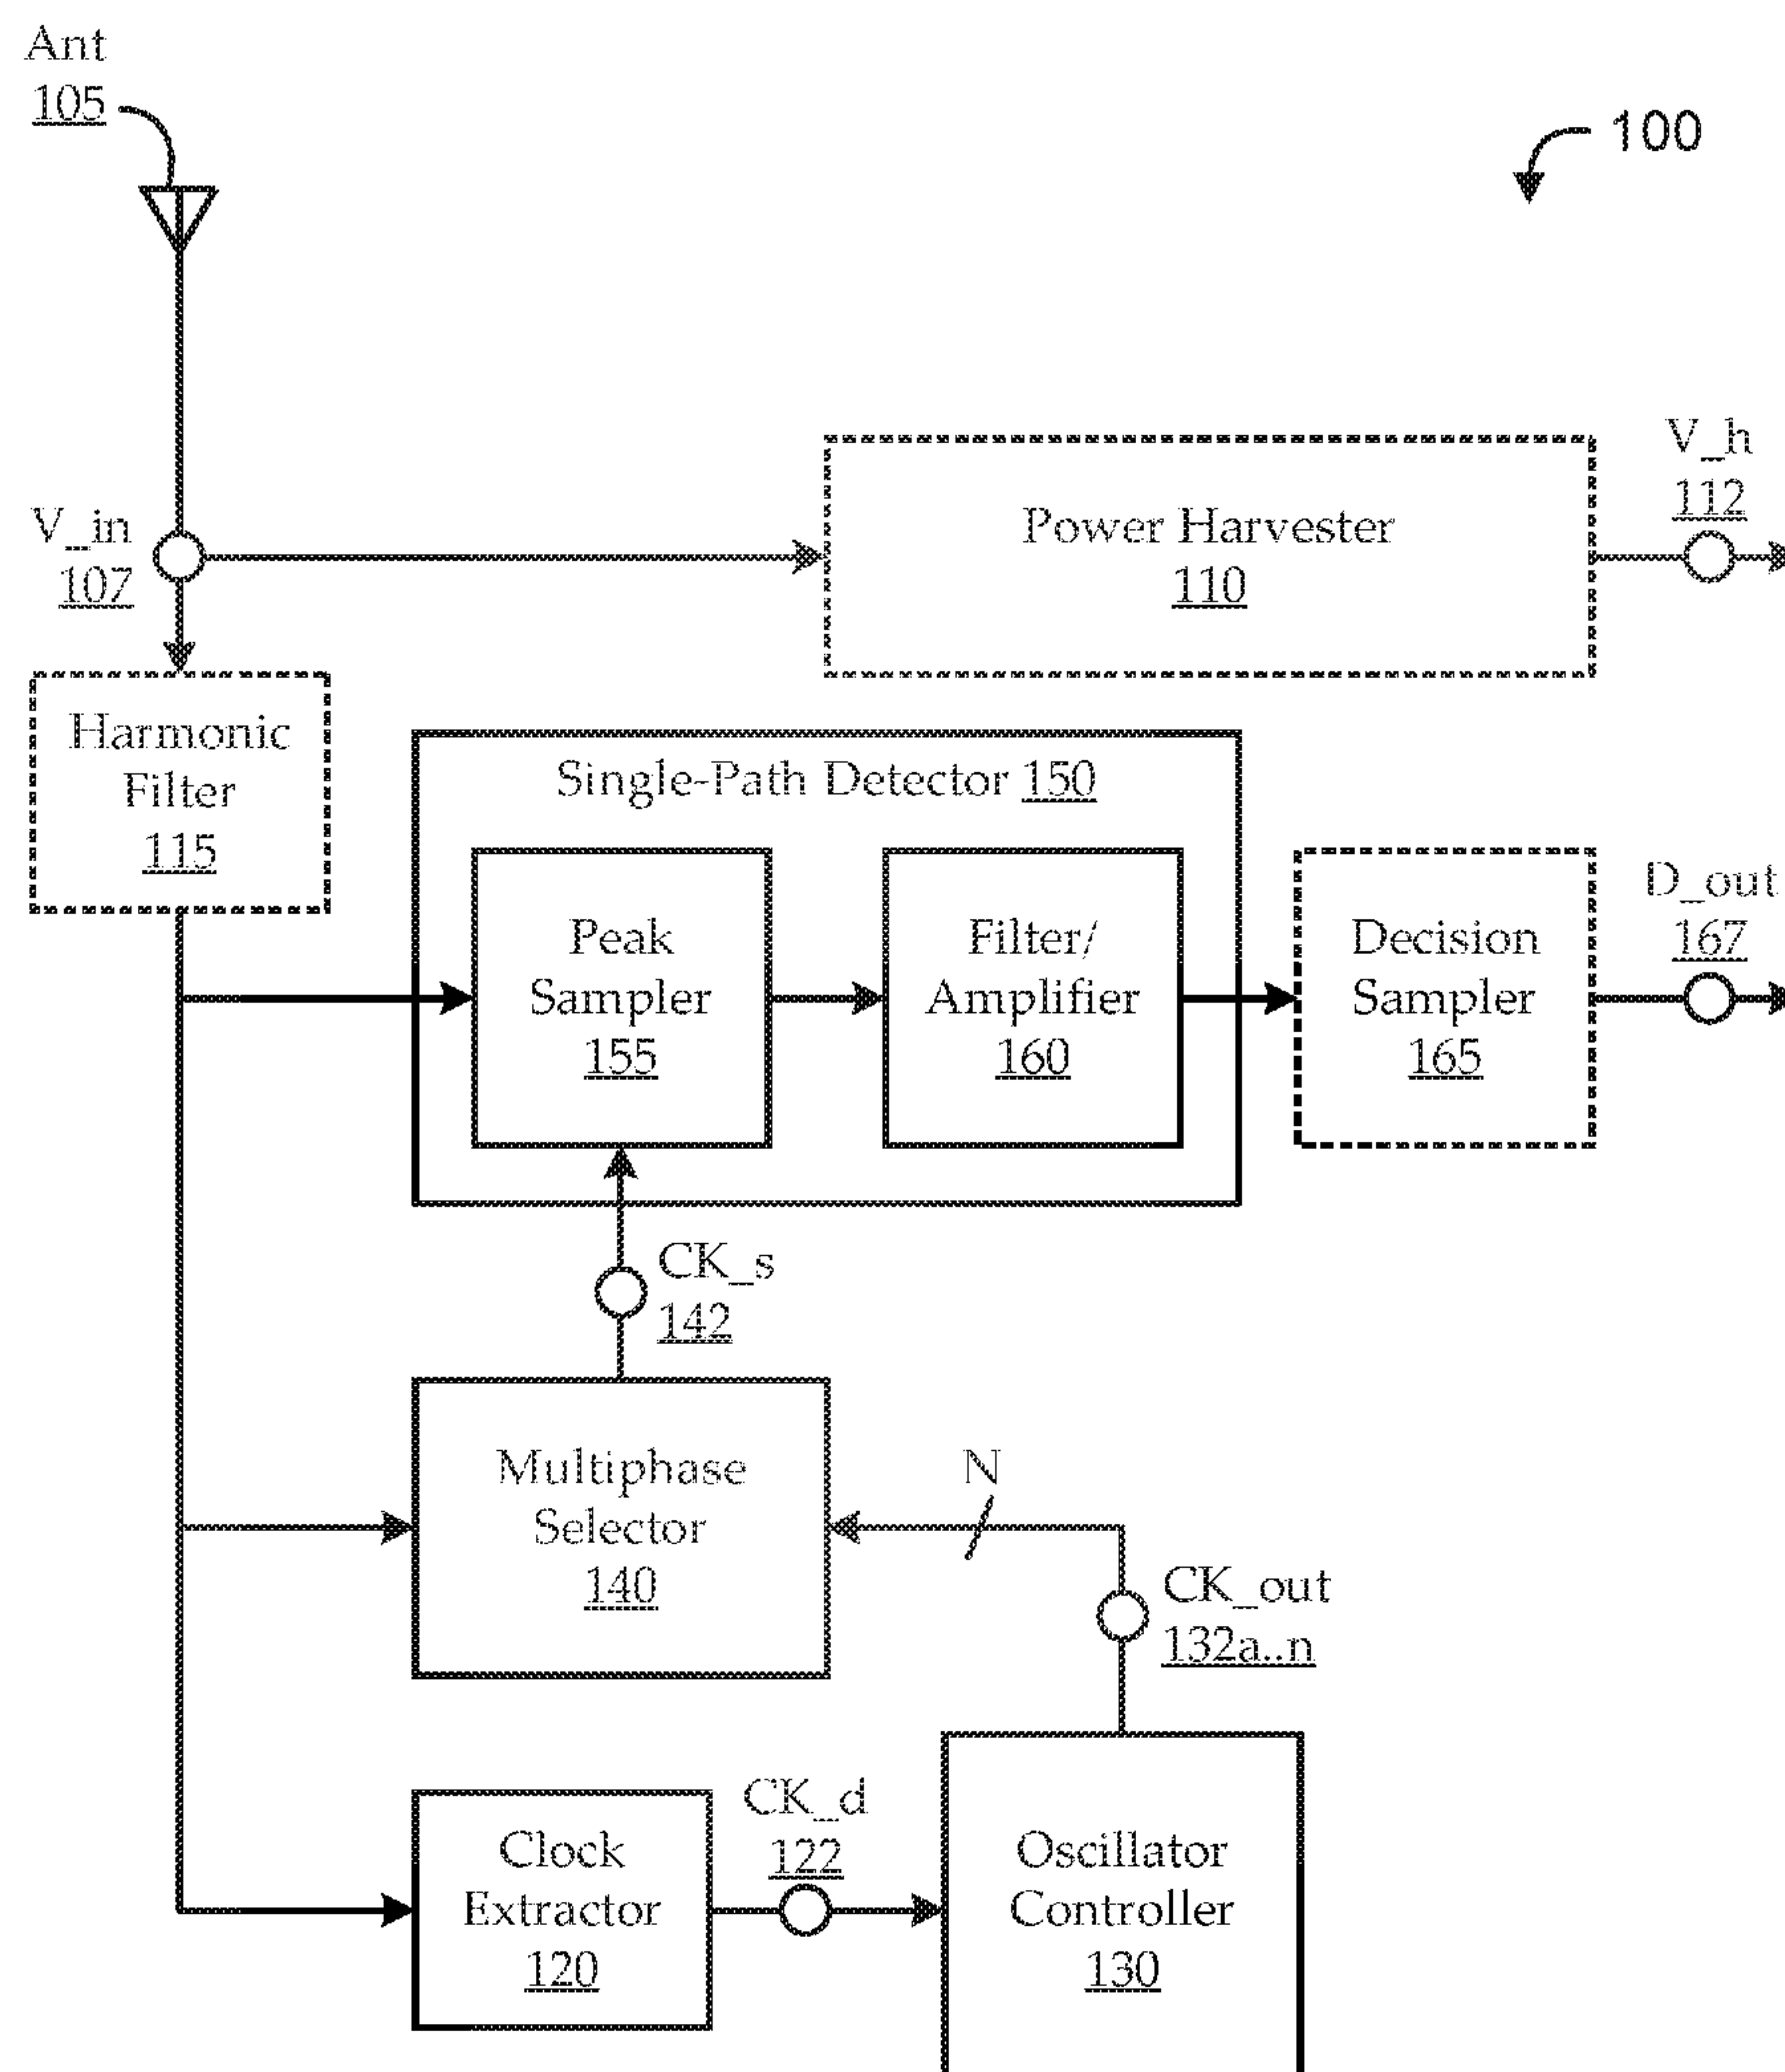 Ant
105
100
V_in
107
Power Harvester
110
V_h
112
Harmonic
Filter
115
Single-Path Detector 150
Peak
Sampler
155
Filter/
Amplifier
160
Decision
Sampler
165
D_out
167
CK_s
142
Multiphase
Selector
140
N
CK_out
132a..n
Clock
Extractor
120
CK_d
122
Oscillator
Controller
130